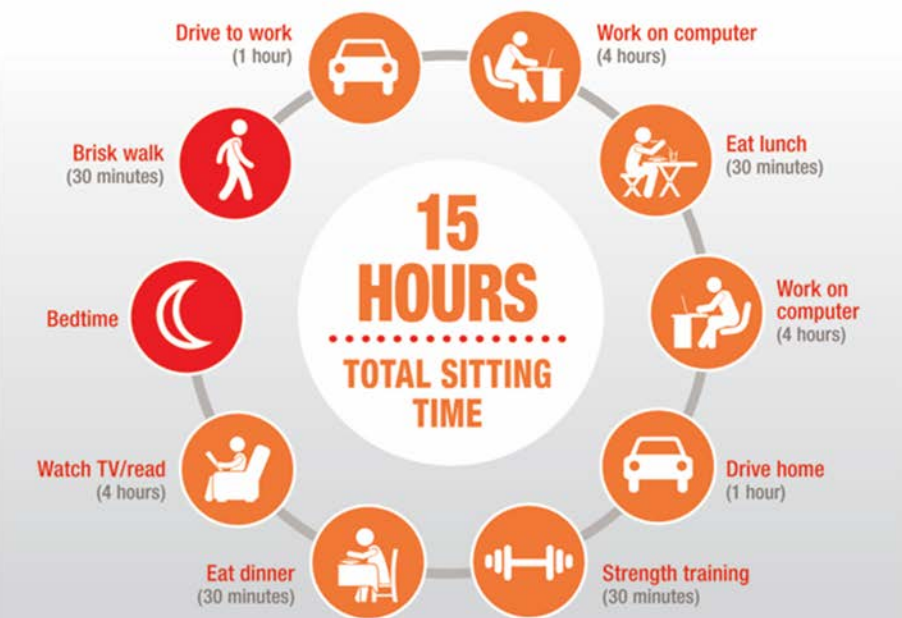 Drive to work
(1 hour)
Work on computer
(4 hours)
Brisk walk
(30 minutes)
Eat lunch
(30 minutes)
15
HOURS
TOTAL SITTING
TIME
Bedtime
Work on
computer
(4 hours)
Watch TV/read
(4 hours)
Drive home
(1 hour)
Eat dinner
(30 minutes)
Strength training
(30 minutes)